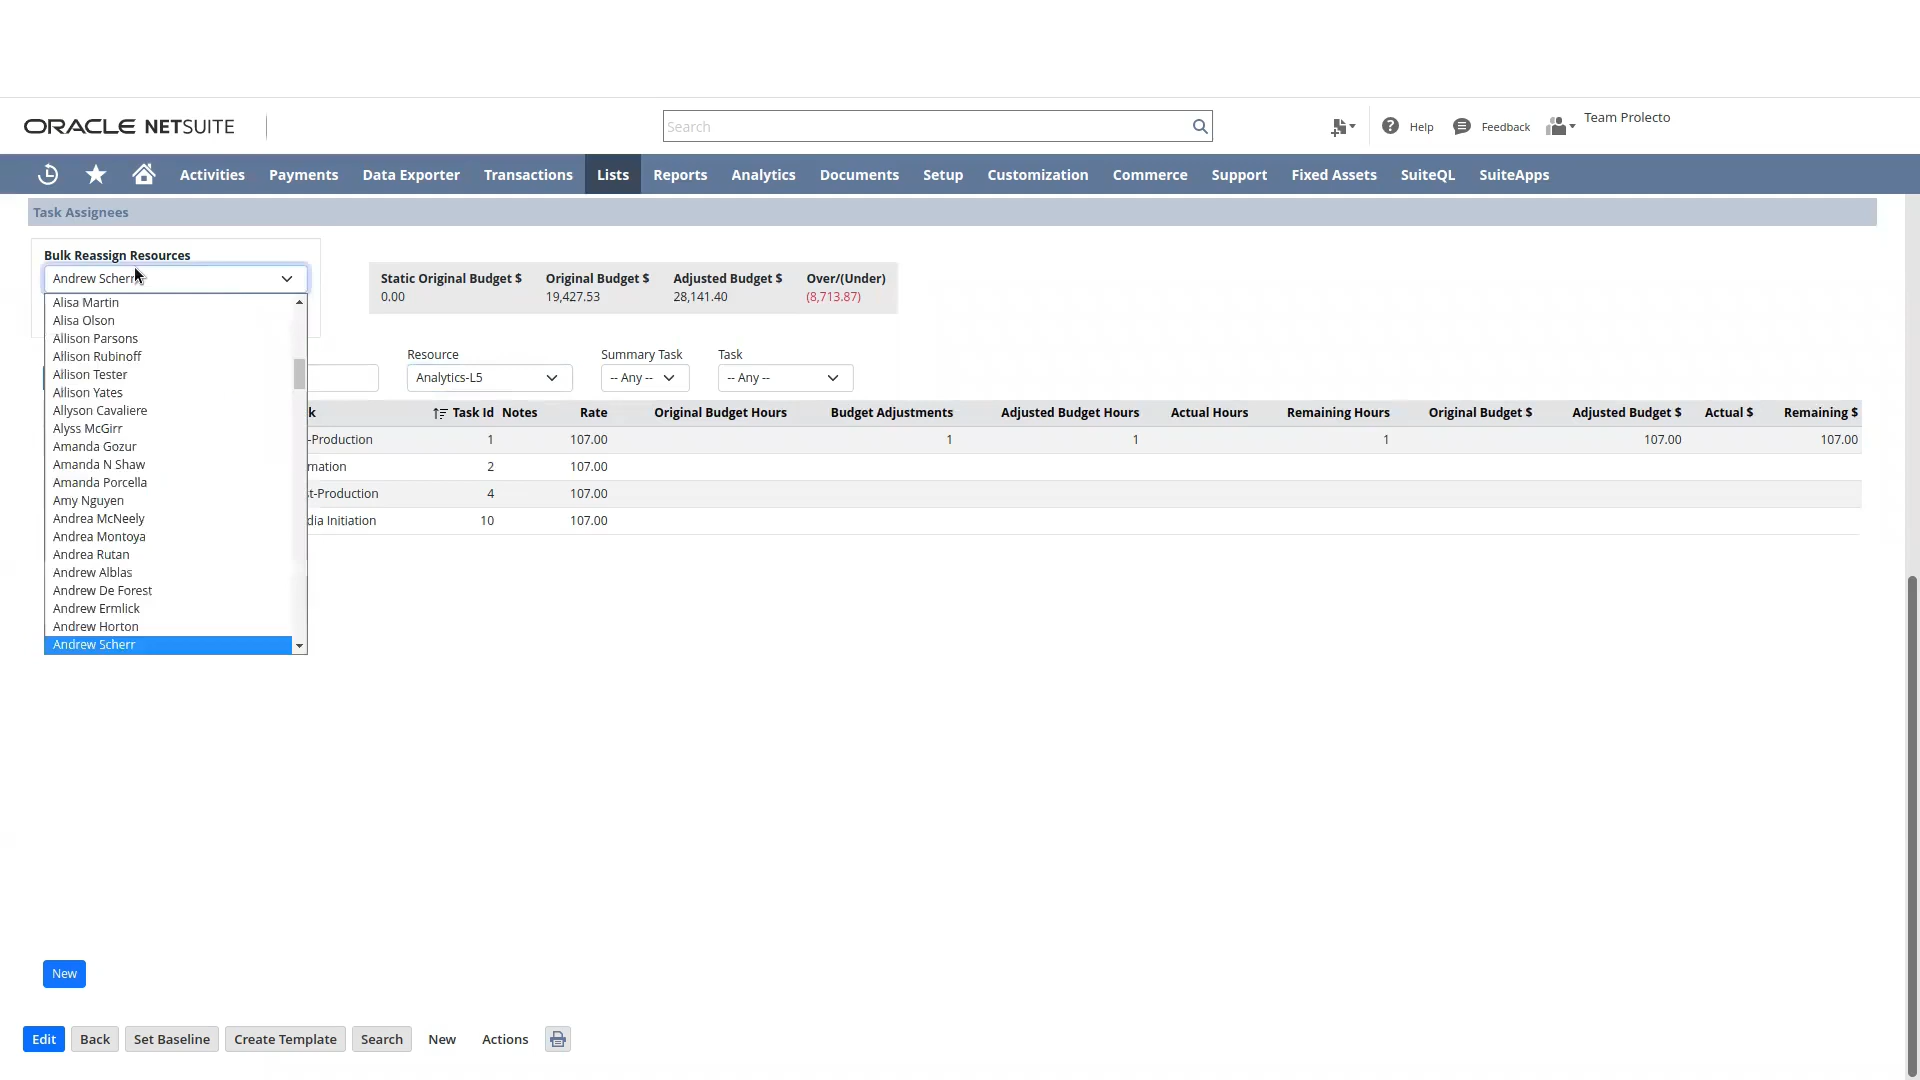 ORACLE NETSUITE
Search
Help
Feedback
Team Prolecto
Activities Payments Data Exporter Transactions Lists Reports Analytics Documents Setup Customization Commerce Support Fixed Assets SuiteQL SuiteApps
Task Assignees
Bulk Reassign Resources
Andrew Scherr
Alisa Martin
Alisa Olson
Allison Parsons
Allison Rubinoff
Allison Tester
Allison Yates
Allyson Cavaliere
Alyss McGirr
Amanda Gozur
Amanda N Shaw
Amanda Porcella
Amy Nguyen
Andrea McNeely
Andrea Montoya
Andrea Rutan
Andrew Alblas
Andrew De Forest
Andrew Ermlick
Andrew Horton
Andrew Scherr
Static Original Budget $ Original Budget $ Adjusted Budget $ Over/(Under)
0.00 19,427.53 28,141.40 (8,713.87)
Resource Summary Task Task
Analytics-L5 -- Any -- -- Any --
k Task Id Notes Rate Original Budget Hours Budget Adjustments Adjusted Budget Hours Actual Hours Remaining Hours Original Budget $ Adjusted Budget $ Actual $ Remaining $
-Production 1 107.00 1 1 1 107.00 107.00
mation 2 107.00
t-Production 4 107.00
dia Initiation 10 107.00
New
Edit Back Set Baseline Create Template Search New Actions